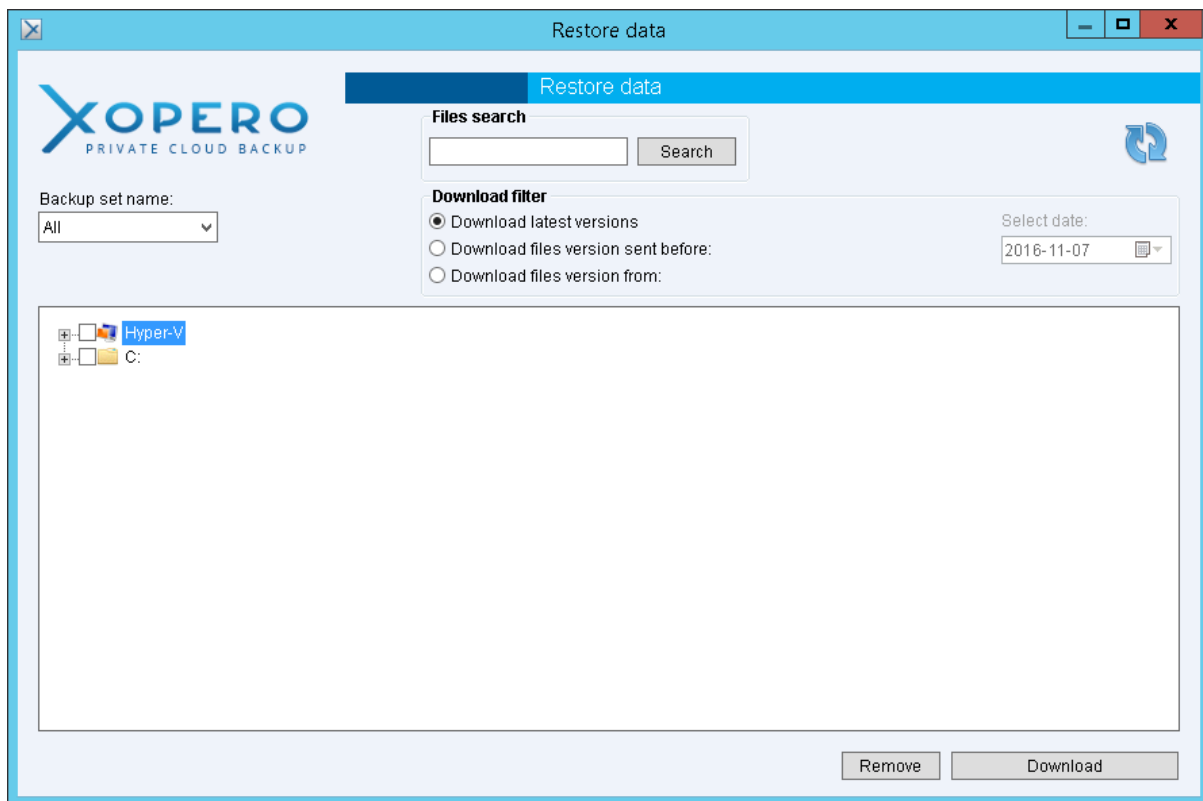 Restore data
Restore data
XOPERO
PRIVATE CLOUD BACKUP
Files search
Search
Backup set name:
All
Download filter
Download latest versions
Download files version sent before:
Download files version from:
Select date:
2016-11-07
Hyper-V
C:
Remove
Download